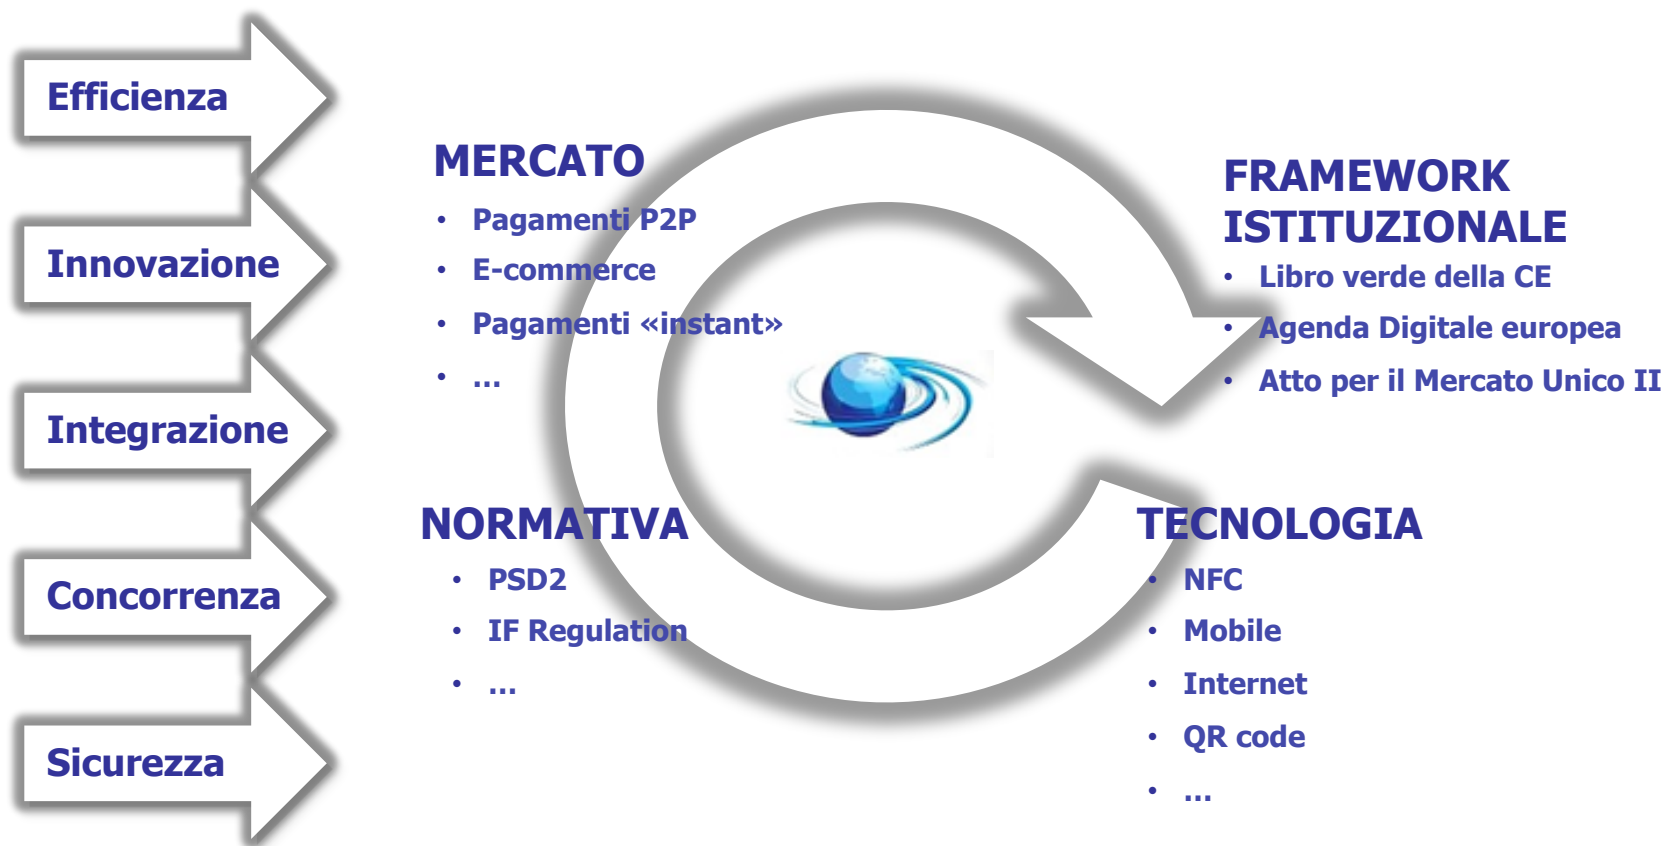 Efficienza
Innovazione
Integrazione
Concorrenza
Sicurezza
MERCATO
• Pagamenti P2P
• E-commerce
• Pagamenti «instant»
• ...
FRAMEWORK
ISTITUZIONALE
• Libro verde della CE
• Agenda Digitale europea
• Atto per il Mercato Unico II
NORMATIVA
• PSD2
• IF Regulation
• ...
TECNOLOGIA
• NFC
• Mobile
• Internet
• QR code
• ...